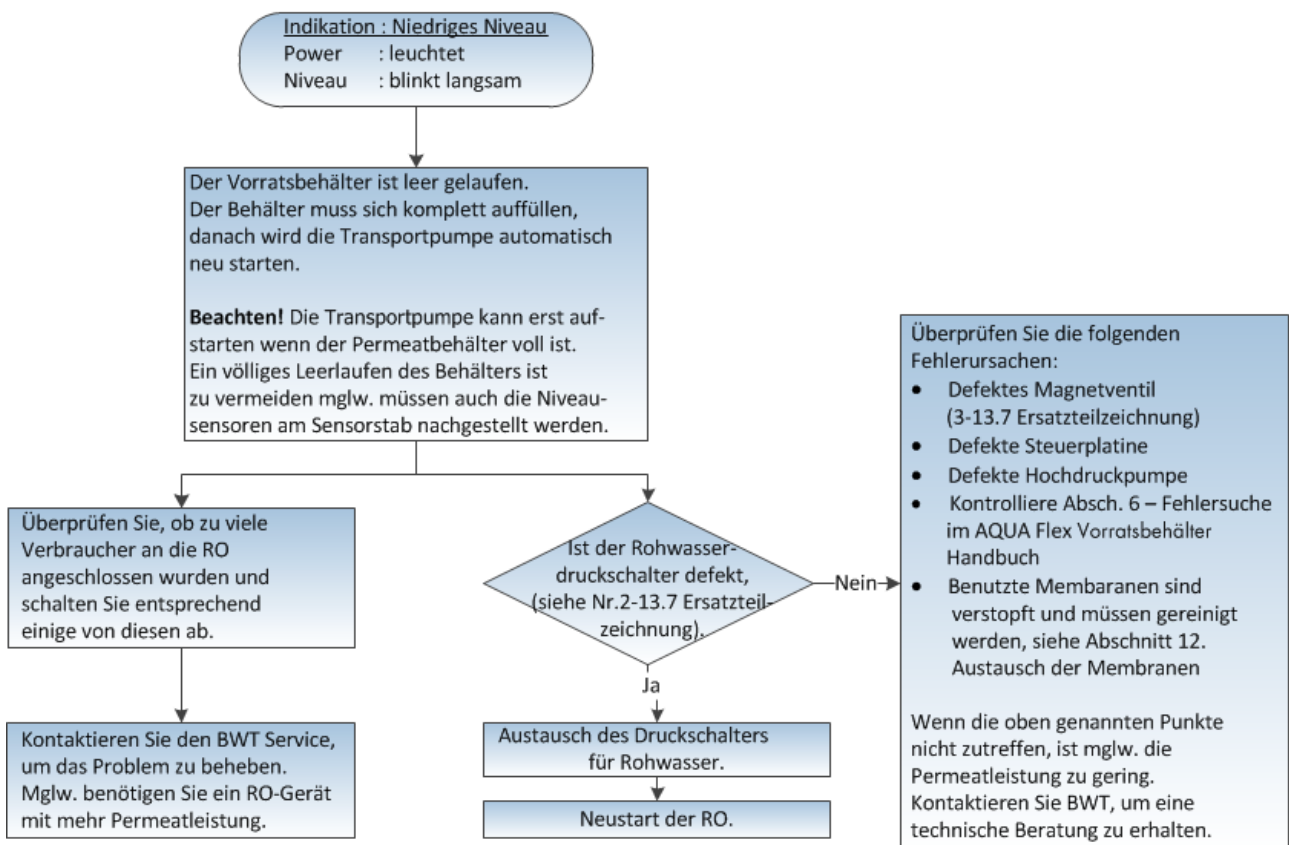 Indikation : Niedriges Niveau
Power : leuchtet
Niveau : blinkt langsam
Der Vorratsbehälter ist leer gelaufen.
Der Behälter muss sich komplett auffüllen,
danach wird die Transportpumpe automatisch
neu starten.
Beachten! Die Transportpumpe kann erst auf-
starten wenn der Permeatbehälter voll ist.
Ein völliges Leerlaufen des Behälters ist
zu vermeiden mglw. müssen auch die Niveau-
sensoren am Sensorstab nachgestellt werden.
Überprüfen Sie, ob zu viele
Verbraucher an die RO
angeschlossen wurden und
schalten Sie entsprechend
einige von diesen ab.
Kontaktieren Sie den BWT Service,
um das Problem zu beheben.
Mglw. benötigen Sie ein RO-Gerät
mit mehr Permeatleistung.
Ist der Rohwasser-
druckschalter defekt,
(siehe Nr.2-13.7 Ersatzteil-
zeichnung).
Nein
Ja
Austausch des Druckschalters
für Rohwasser.
Neustart der RO.
Überprüfen Sie die folgenden
Fehlerursachen:
• Defektes Magnetventil
(3-13.7 Ersatzteilzeichnung)
• Defekte Steuerplatine
• Defekte Hochdruckpumpe
• Kontrolliere Absch. 6 – Fehlersuche
im AQUA Flex Vorratsbehälter
Handbuch
• Benutzte Membaranen sind
verstopft und müssen gereinigt
werden, siehe Abschnitt 12.
Austausch der Membranen
Wenn die oben genannten Punkte
nicht zutreffen, ist mglw. die
Permeatleistung zu gering.
Kontaktieren Sie BWT, um eine
technische Beratung zu erhalten.